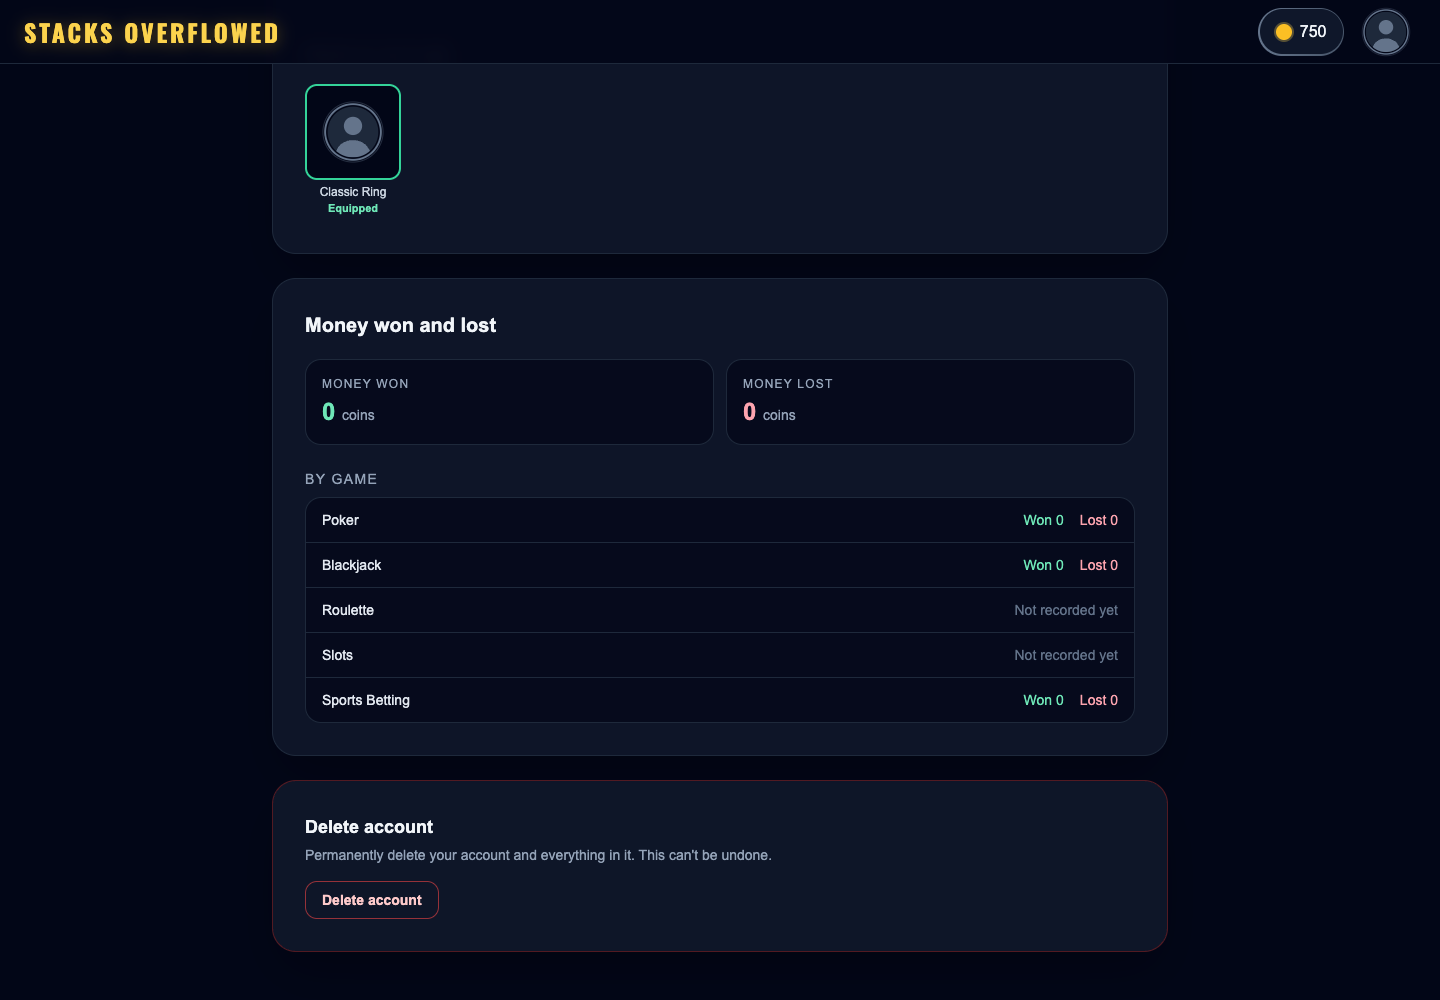 STACKS OVERFLOWED
750
Classic Ring
Equipped
Money won and lost
MONEY WON
0 coins
MONEY LOST
0 coins
BY GAME
Poker Won 0 Lost 0
Blackjack Won 0 Lost 0
Roulette Not recorded yet
Slots Not recorded yet
Sports Betting Won 0 Lost 0
Delete account
Permanently delete your account and everything in it. This can't be undone.
Delete account